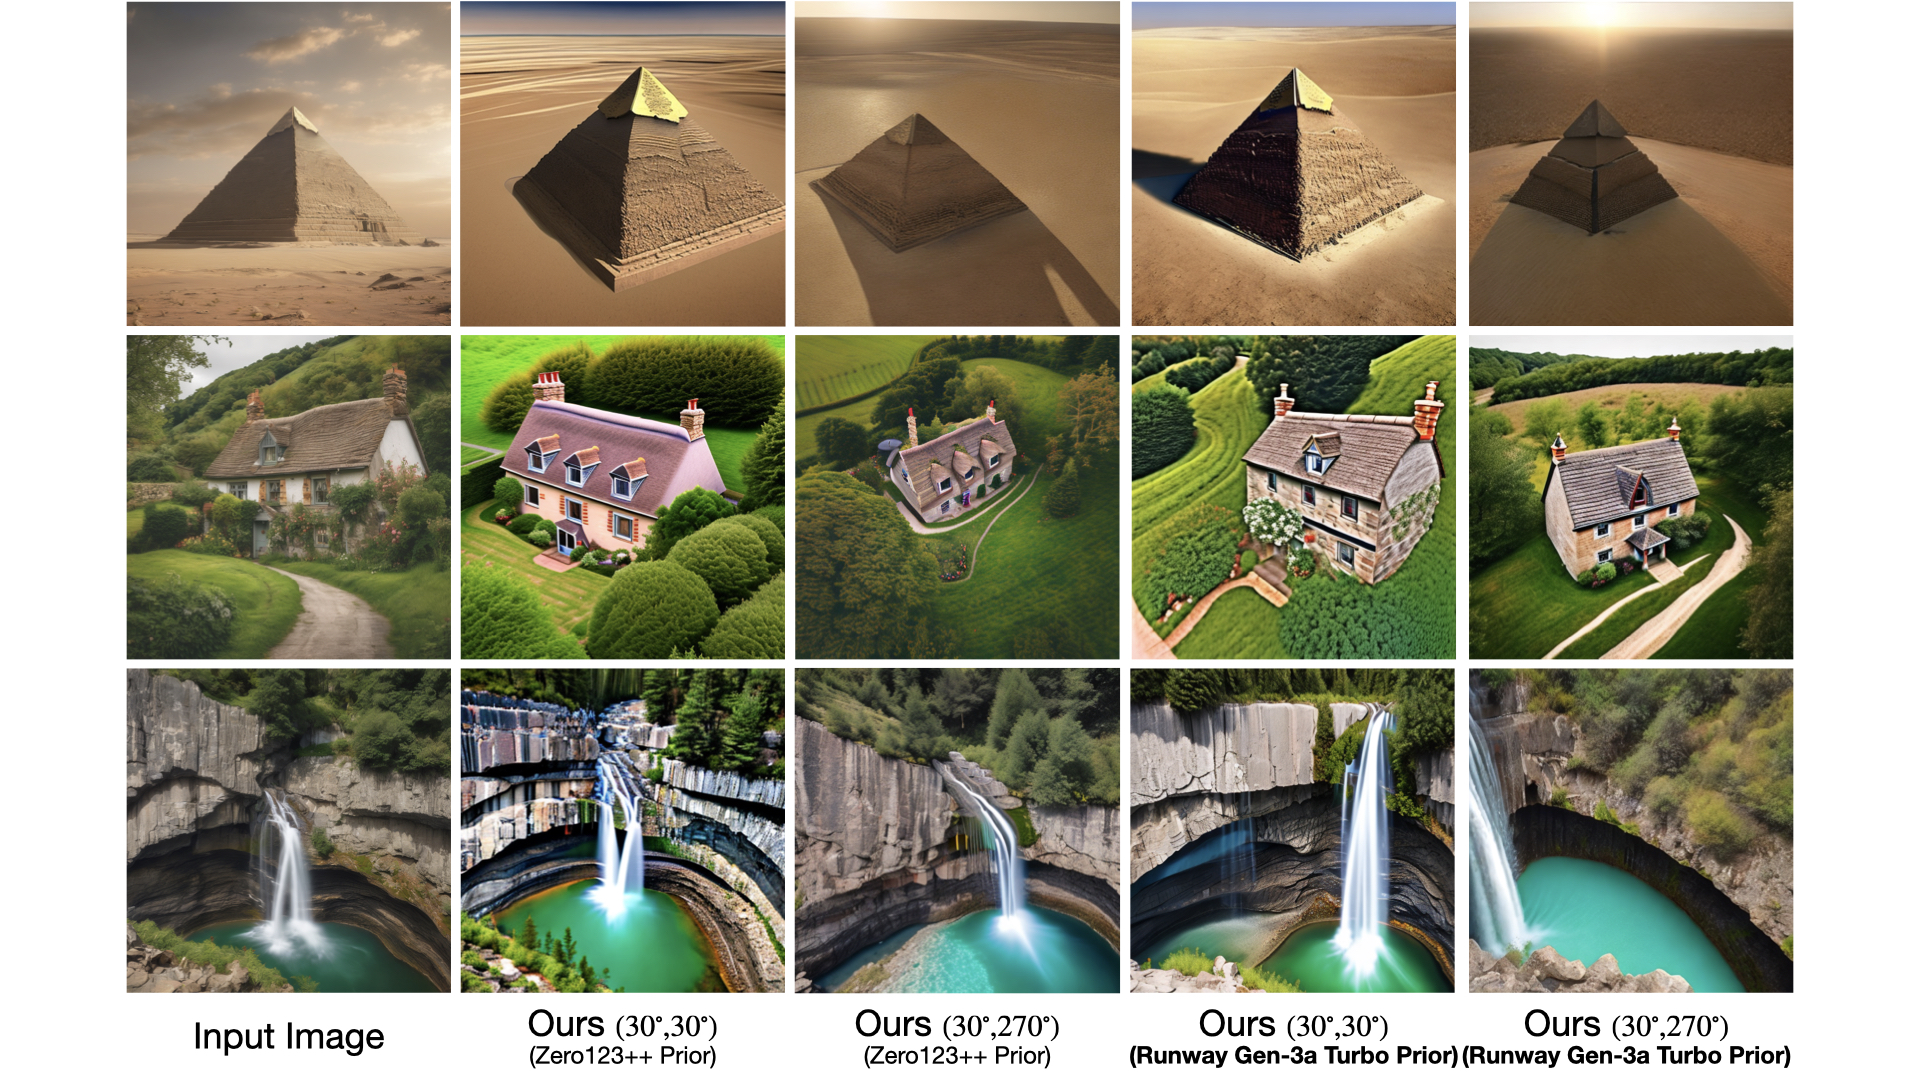 Input Image
Ours (30°,30°)
(Zero123++ Prior)
Ours (30°,270°)
(Zero123++ Prior)
Ours (30°,30°)
(Runway Gen-3a Turbo Prior)
Ours (30°,270°)
(Runway Gen-3a Turbo Prior)